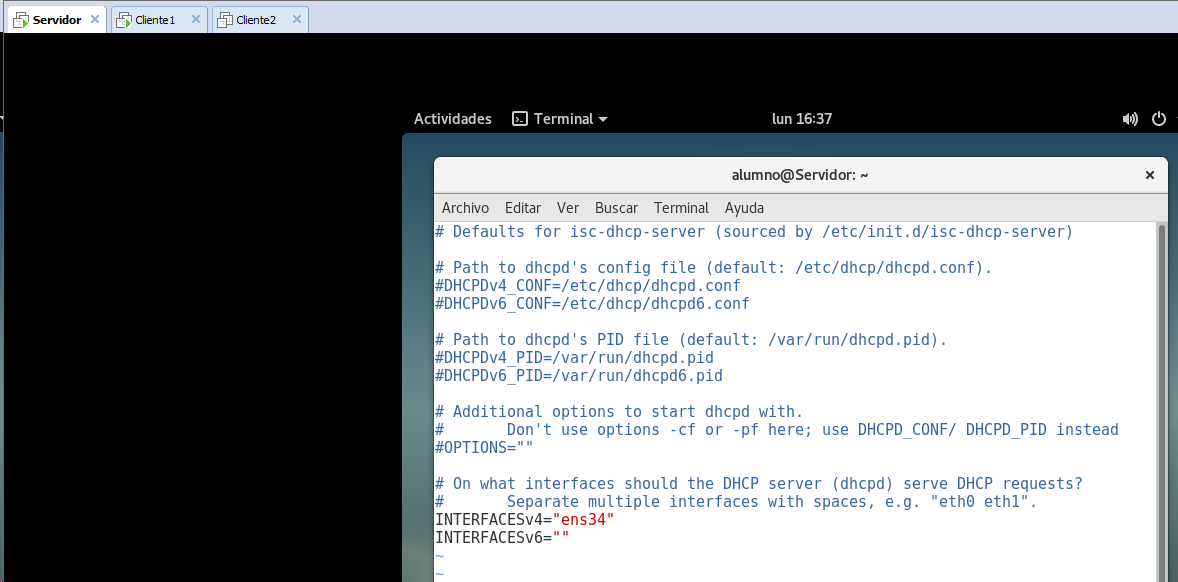 Servidor
Cliente1
Cliente2
Actividades
Terminal
lun 16:37
alumno@Servidor: ~
Archivo Editar Ver Buscar Terminal Ayuda
# Defaults for isc-dhcp-server (sourced by /etc/init.d/isc-dhcp-server)
# Path to dhcpd's config file (default: /etc/dhcp/dhcpd.conf).
#DHCPDv4_CONF=/etc/dhcp/dhcpd.conf
#DHCPDv6_CONF=/etc/dhcp/dhcpd6.conf
# Path to dhcpd's PID file (default: /var/run/dhcpd.pid).
#DHCPDv4_PID=/var/run/dhcpd.pid
#DHCPDv6_PID=/var/run/dhcpd6.pid
# Additional options to start dhcpd with.
#       Don't use options -cf or -pf here; use DHCPD_CONF/ DHCPD_PID instead
#OPTIONS=""
# On what interfaces should the DHCP server (dhcpd) serve DHCP requests?
#       Separate multiple interfaces with spaces, e.g. "eth0 eth1".
INTERFACESv4="ens34"
INTERFACESv6=""
~
~